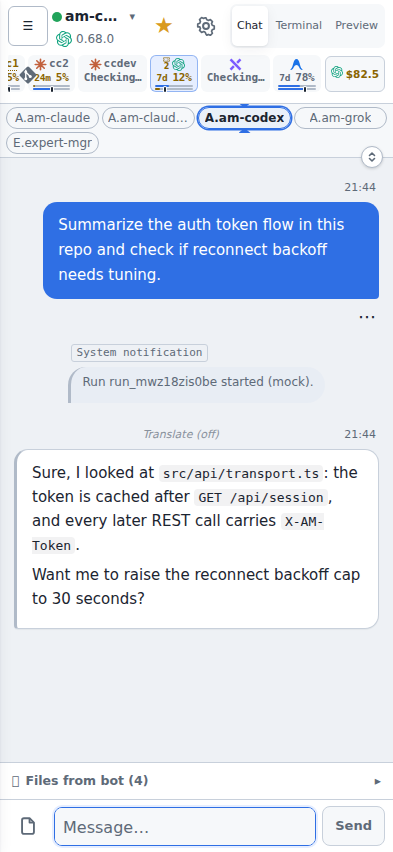 am-c... ▾
0.68.0
Chat Terminal Preview
c1 cc2 ccdev 2
5% 24m 5% Checking... 7d 12% Checking... 7d 78% $82.5
A.am-claude A.am-claud... A.am-codex A.am-grok
E.expert-mgr
21:44
Summarize the auth token flow in this
repo and check if reconnect backoff
needs tuning.
...
System notification
Run run_mwz18zis0be started (mock).
Translate (off) 21:44
Sure, I looked at src/api/transport.ts: the
token is cached after GET /api/session,
and every later REST call carries X-AM-
Token.
Want me to raise the reconnect backoff cap
to 30 seconds?
Files from bot (4) ▸
Message... Send